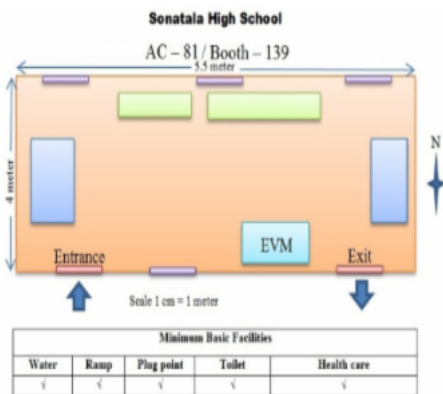 Sonatala High School
AC – 81 / Booth – 139
5.5 meter
4 meter
N
EVM
Entrance
Exit
Scale 1 cm = 1 meter
Minimum Basic Facilities
Water Ramp Plug point Toilet Health care
√ √ √ √ √